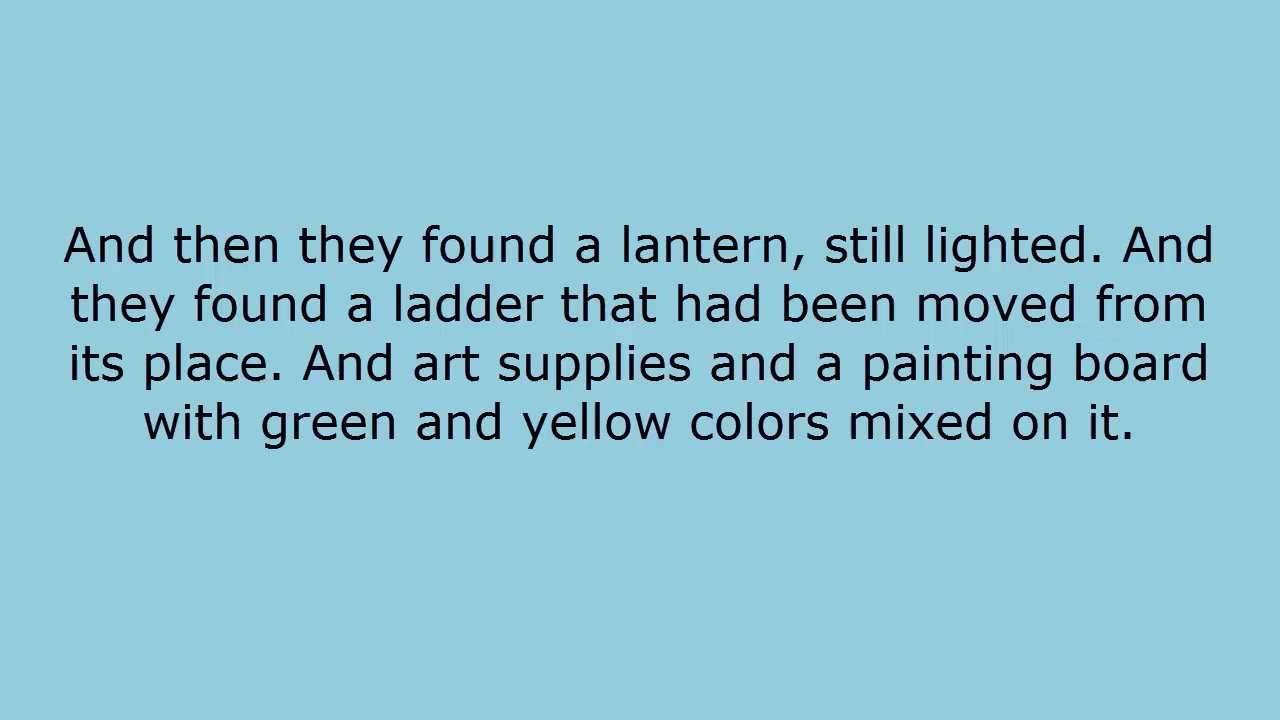 And then they found a lantern, still lighted. And
they found a ladder that had been moved from
its place. And art supplies and a painting board
with green and yellow colors mixed on it.